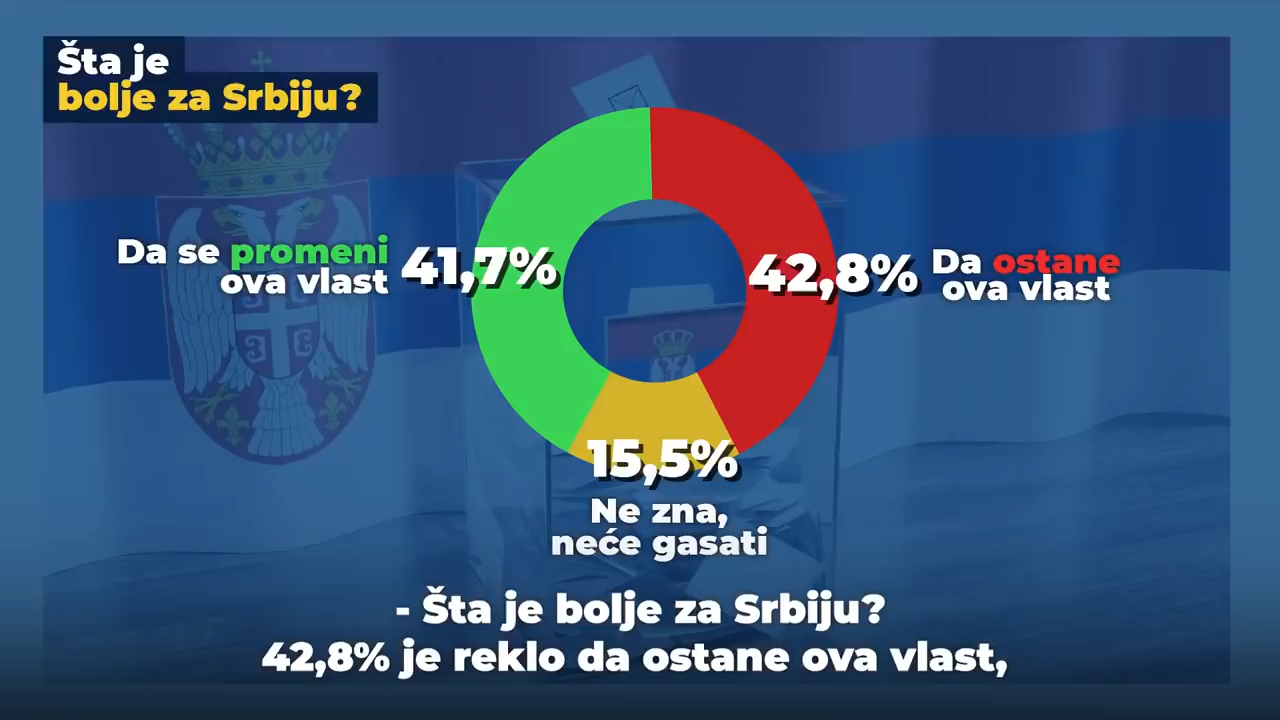 Šta je
bolje za Srbiju?
Da se promeni
ova vlast
41,7%
42,8%
Da ostane
ova vlast
15,5%
Ne zna,
neće gasati
- Šta je bolje za Srbiju?
42,8% je reklo da ostane ova vlast,